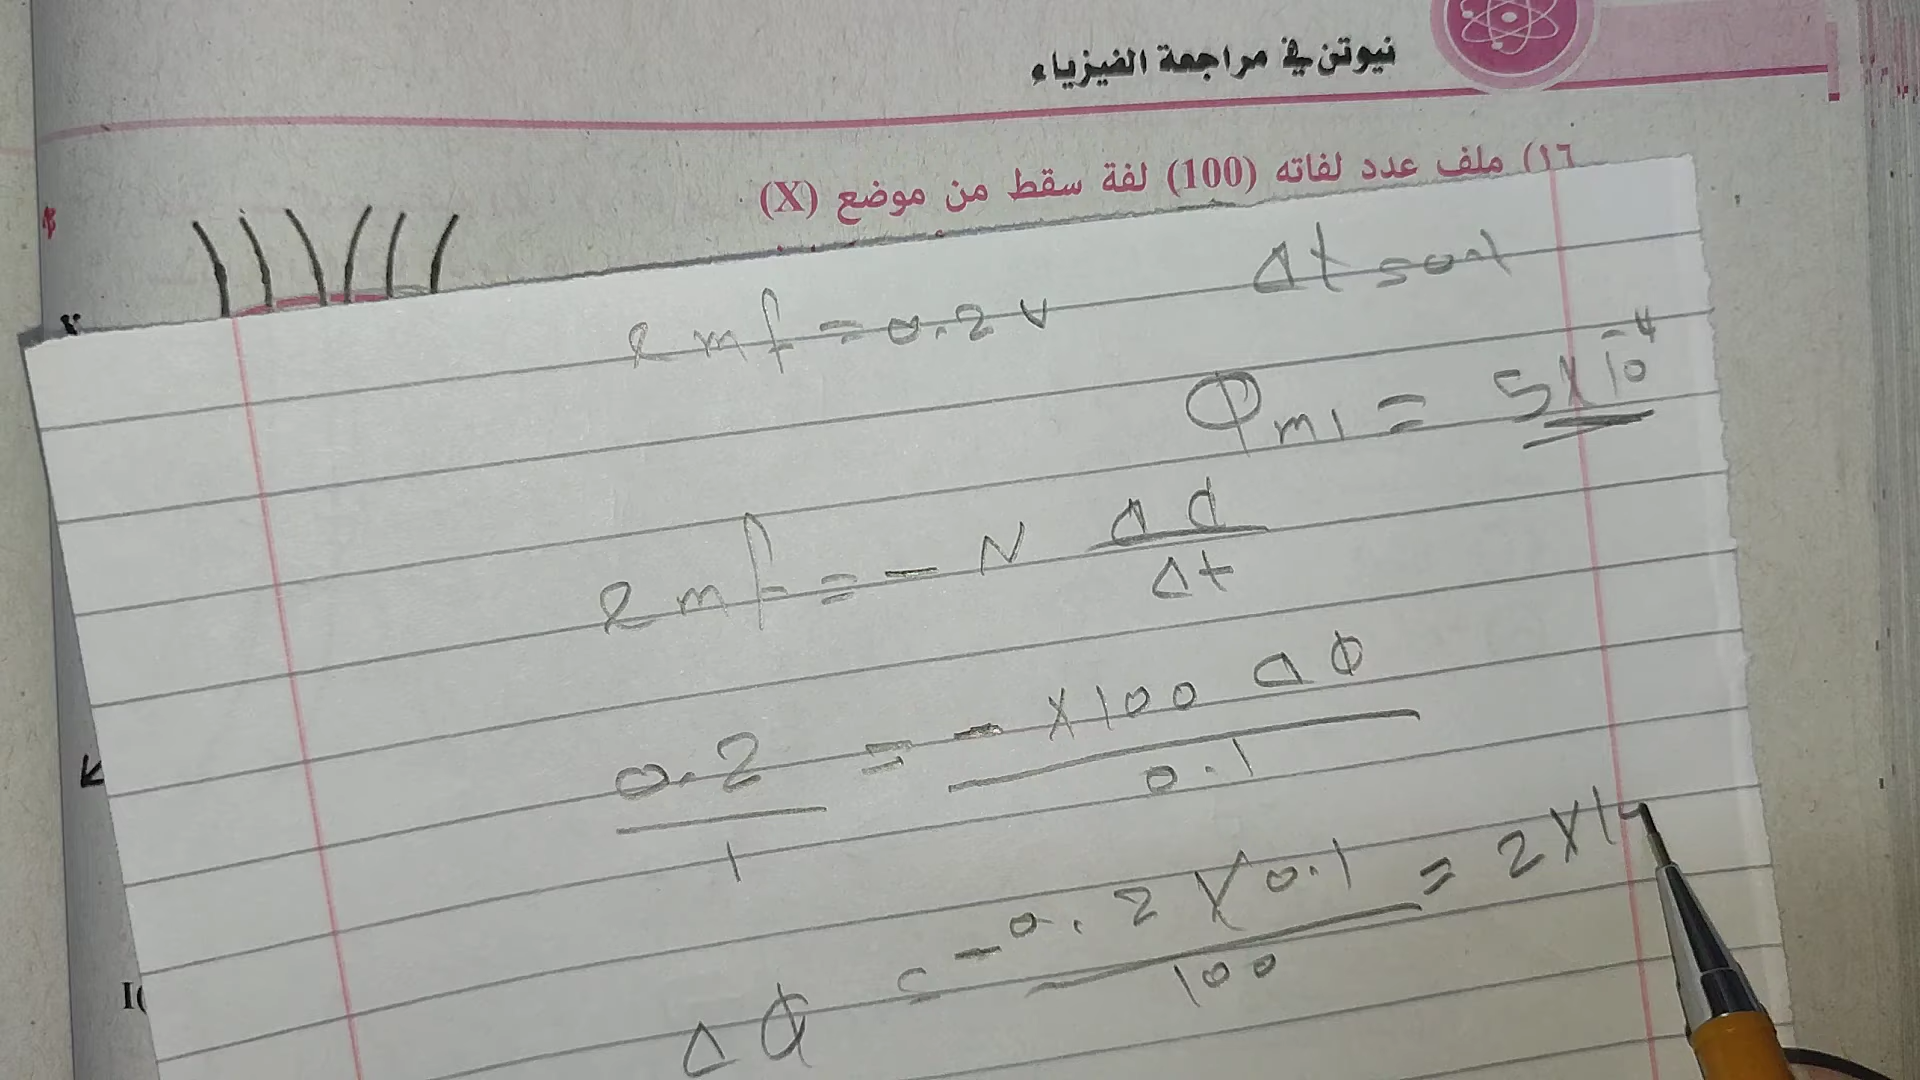 نيوتن في مراجعة الفيزياء
١٦) ملف عدد لفاته (100) لفة سقط من موضع (X)
emf = 0.2 V Δt = 0.1
Φm1 = 5 X 10^-4
emf = - N Δϕ/Δt
0.2/1 = - X 100 Δϕ / 0.1
Δϕ = -0.2 X 0.1 / 100 = 2 X 1